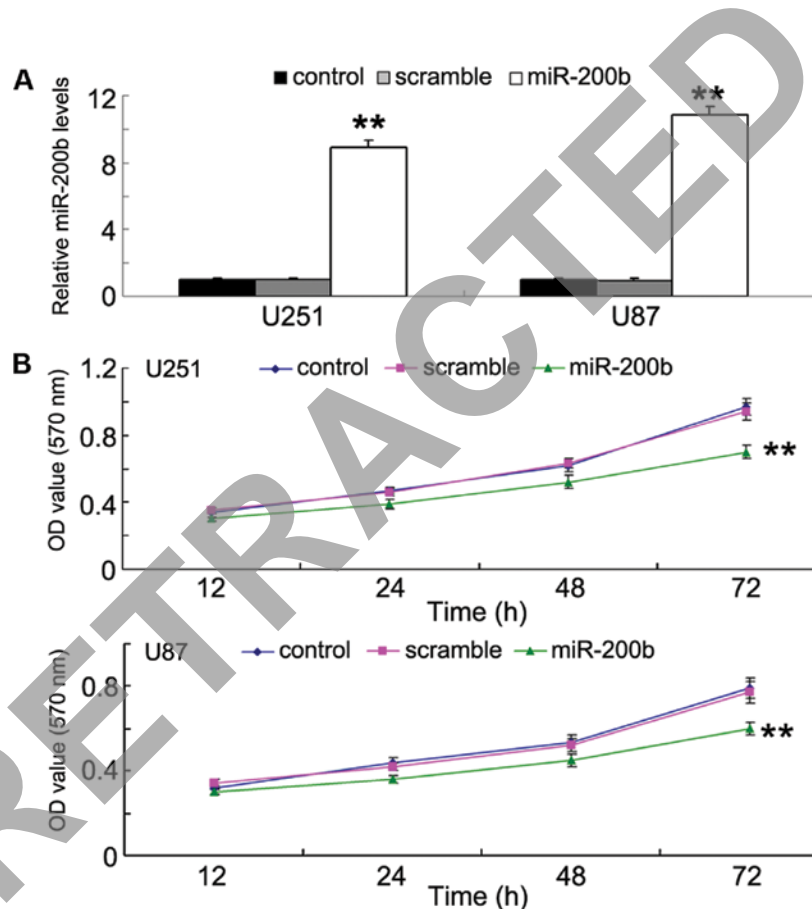 A
control scramble miR-200b
Relative miR-200b levels
12
8
4
0
** **
U251 U87
B
U251
control scramble miR-200b
OD value (570 nm)
1.2
0.8
0.4
0
**
12 24 48 72
Time (h)
U87
control scramble miR-200b
OD value (570 nm)
0.8
0.4
0
**
12 24 48 72
Time (h)
RETRACTED